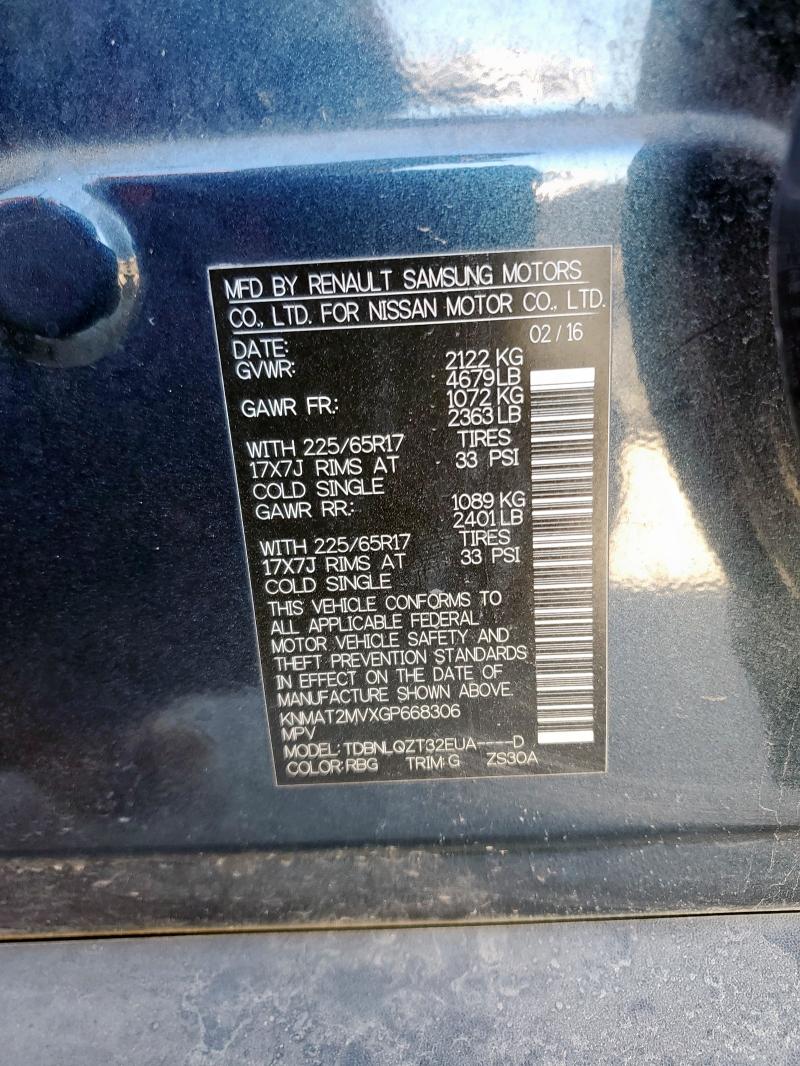 MFD BY RENAULT SAMSUNG MOTORS
CO., LTD. FOR NISSAN MOTOR CO., LTD.
DATE: 02 / 16
GVWR: 2122 KG
4679 LB
GAWR FR.: 1072 KG
2363 LB
WITH 225/65R17 TIRES
17X7J RIMS AT 33 PSI
COLD SINGLE
GAWR RR: 1089 KG
2401 LB
WITH 225/65R17 TIRES
17X7J RIMS AT 33 PSI
COLD SINGLE
THIS VEHICLE CONFORMS TO
ALL APPLICABLE FEDERAL
MOTOR VEHICLE SAFETY AND
THEFT PREVENTION STANDARDS
IN EFFECT ON THE DATE OF
MANUFACTURE SHOWN ABOVE.
KNMAT2MVXGP668306
MPV
MODEL: TDBNLQZT32EUA----D
COLOR:RBG TRIM:G ZS30A